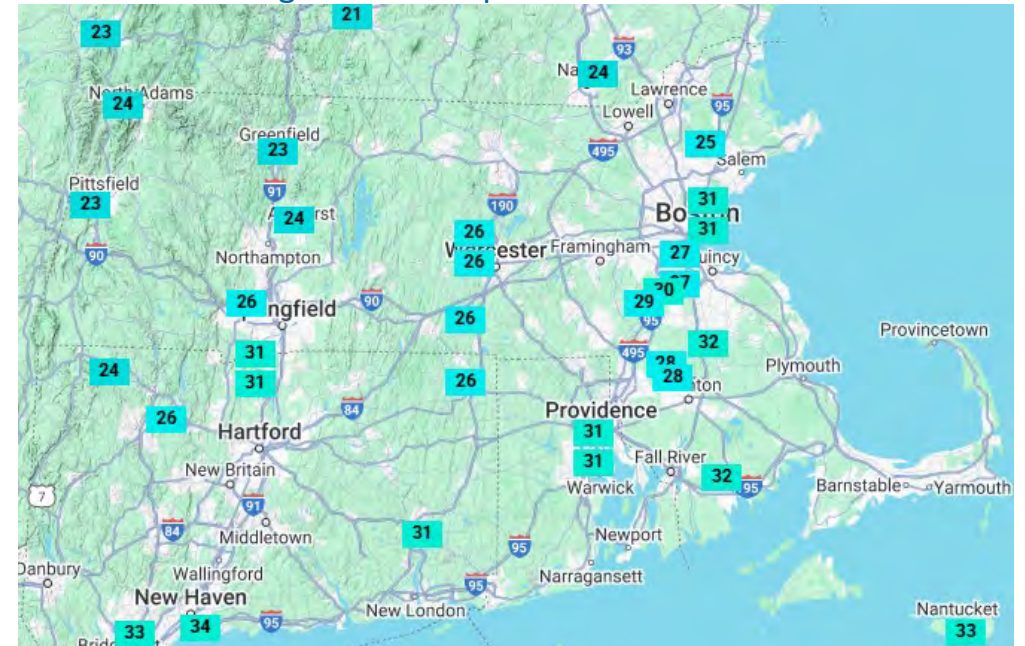 21
23
93
24
Lawrence
North Adams
24
95
Lowell
25
Greenfield
23
495
Salem
Pittsfield
91
23
190
31
Boston
24
26
31
Worcester
Framingham
27
Quincy
90
Northampton
26
27
30
26
Springfield
90
29
95
26
Provincetown
31
495
32
24
31
26
28
28
Plymouth
84
26
Providence
Hartford
31
New Britain
31
Fall River
32
95
Barnstable
Yarmouth
7
91
Warwick
84
Middletown
31
95
Newport
Danbury
Wallingford
95
Narragansett
New Haven
New London
Nantucket
33
34
95
33